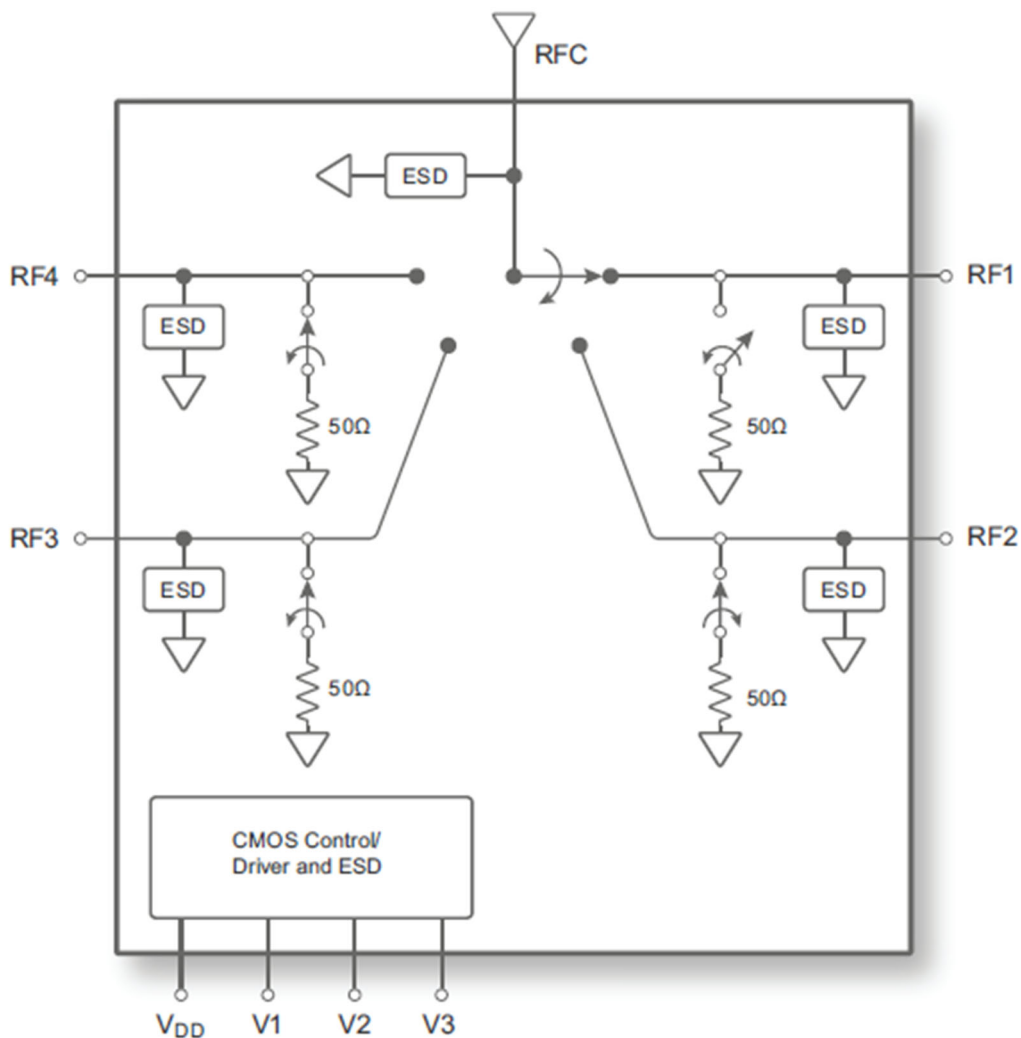 RFC
ESD
RF4
RF1
ESD
ESD
50Ω
50Ω
RF3
RF2
ESD
ESD
50Ω
50Ω
CMOS Control/
Driver and ESD
VDD
V1
V2
V3